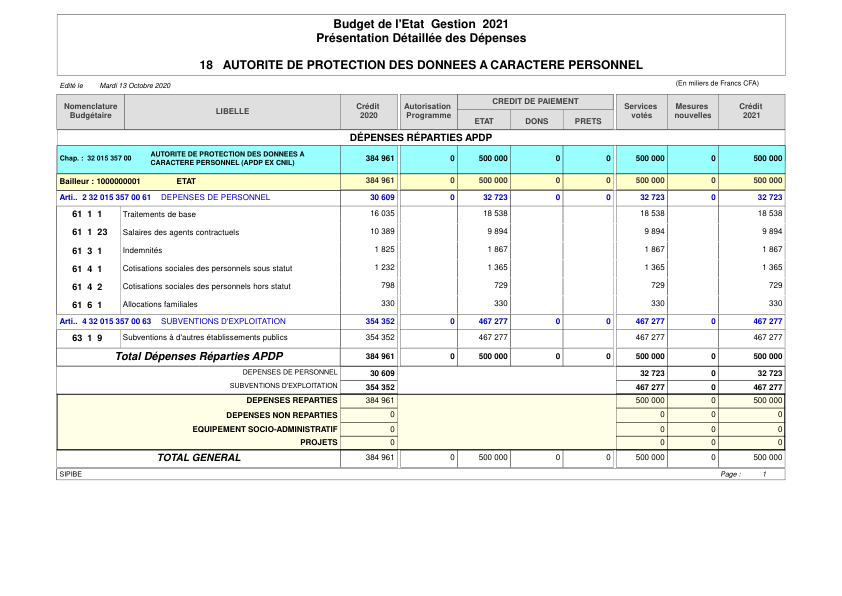 Budget de l'Etat Gestion 2021
Présentation Détaillée des Dépenses
18 AUTORITE DE PROTECTION DES DONNEES A CARACTERE PERSONNEL
Edité le Mardi 13 Octobre 2020 (En miliers de Francs CFA)
Nomenclature Budgétaire LIBELLE Crédit 2020 Autorisation Programme CREDIT DE PAIEMENT ETAT DONS PRETS Services votés Mesures nouvelles Crédit 2021
DÉPENSES RÉPARTIES APDP
Chap. : 32 015 357 00 AUTORITE DE PROTECTION DES DONNEES A CARACTERE PERSONNEL (APDP EX CNIL) 384 961 0 500 000 0 0 500 000 0 500 000
Bailleur : 1000000001 ETAT 384 961 0 500 000 0 0 500 000 0 500 000
Arti.. 2 32 015 357 00 61 DEPENSES DE PERSONNEL 30 609 0 32 723 0 0 32 723 0 32 723
61 1 1 Traitements de base 16 035 18 538 18 538 18 538
61 1 23 Salaires des agents contractuels 10 389 9 894 9 894 9 894
61 3 1 Indemnités 1 825 1 867 1 867 1 867
61 4 1 Cotisations sociales des personnels sous statut 1 232 1 365 1 365 1 365
61 4 2 Cotisations sociales des personnels hors statut 798 729 729 729
61 6 1 Allocations familiales 330 330 330 330
Arti.. 4 32 015 357 00 63 SUBVENTIONS D'EXPLOITATION 354 352 0 467 277 0 0 467 277 0 467 277
63 1 9 Subventions à d'autres établissements publics 354 352 467 277 467 277 467 277
Total Dépenses Réparties APDP 384 961 0 500 000 0 0 500 000 0 500 000
DEPENSES DE PERSONNEL 30 609 32 723 0 32 723
SUBVENTIONS D'EXPLOITATION 354 352 467 277 0 467 277
DEPENSES REPARTIES 384 961 500 000 0 500 000
DEPENSES NON REPARTIES 0 0 0 0
EQUIPEMENT SOCIO-ADMINISTRATIF 0 0 0 0
PROJETS 0 0 0 0
TOTAL GENERAL 384 961 0 500 000 0 0 500 000 0 500 000
SIPIBE Page : 1